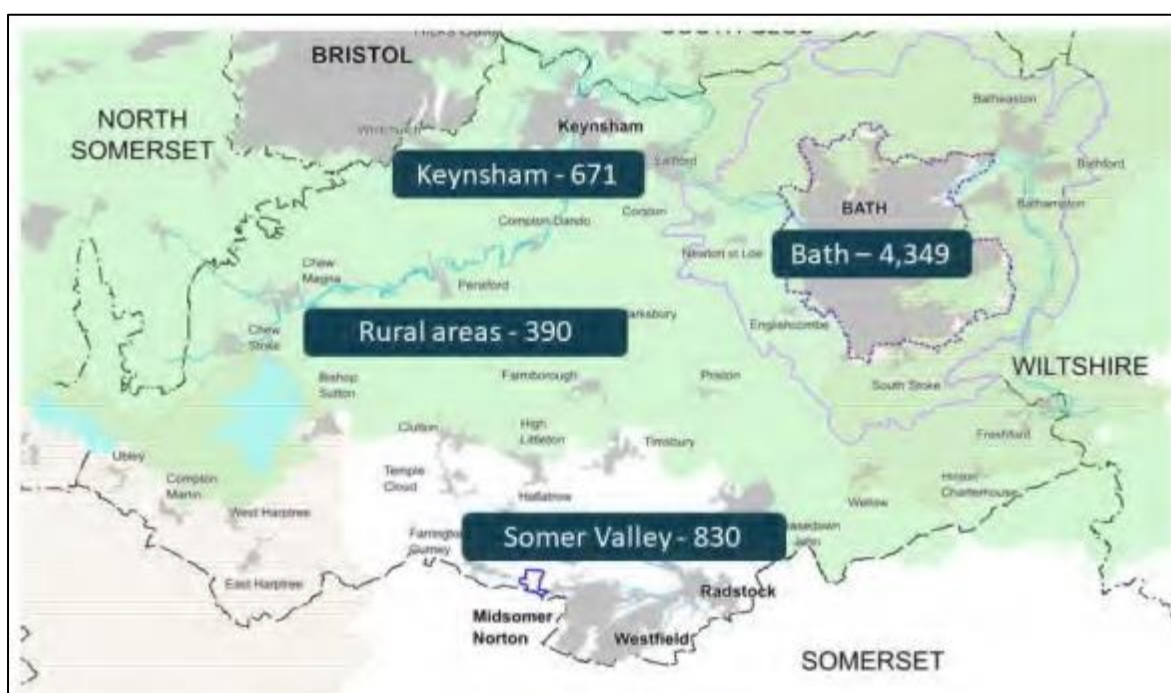 BRISTOL
NORTH
SOMERSET
Keynsham
Keynsham - 671
Saltford
Batheaston
Bathford
Bathampton
BATH
Bath – 4,349
Compton Dando
Corston
Newton st Loe
Chew
Magna
Pensford
Rural areas - 390
Englishcombe
Chew
Stoke
WILTSHIRE
Bishop
Sutton
Farmborough
Priston
South Stoke
Clutton
High
Littleton
Timsbury
Freshford
Ubley
Compton
Martin
Temple
Cloud
Hallatrow
Hinton
Charterhouse
Wellow
West Harptree
Somer Valley - 830
Farrington
Gurney
East Harptree
Radstock
Midsomer
Norton
Westfield
SOMERSET